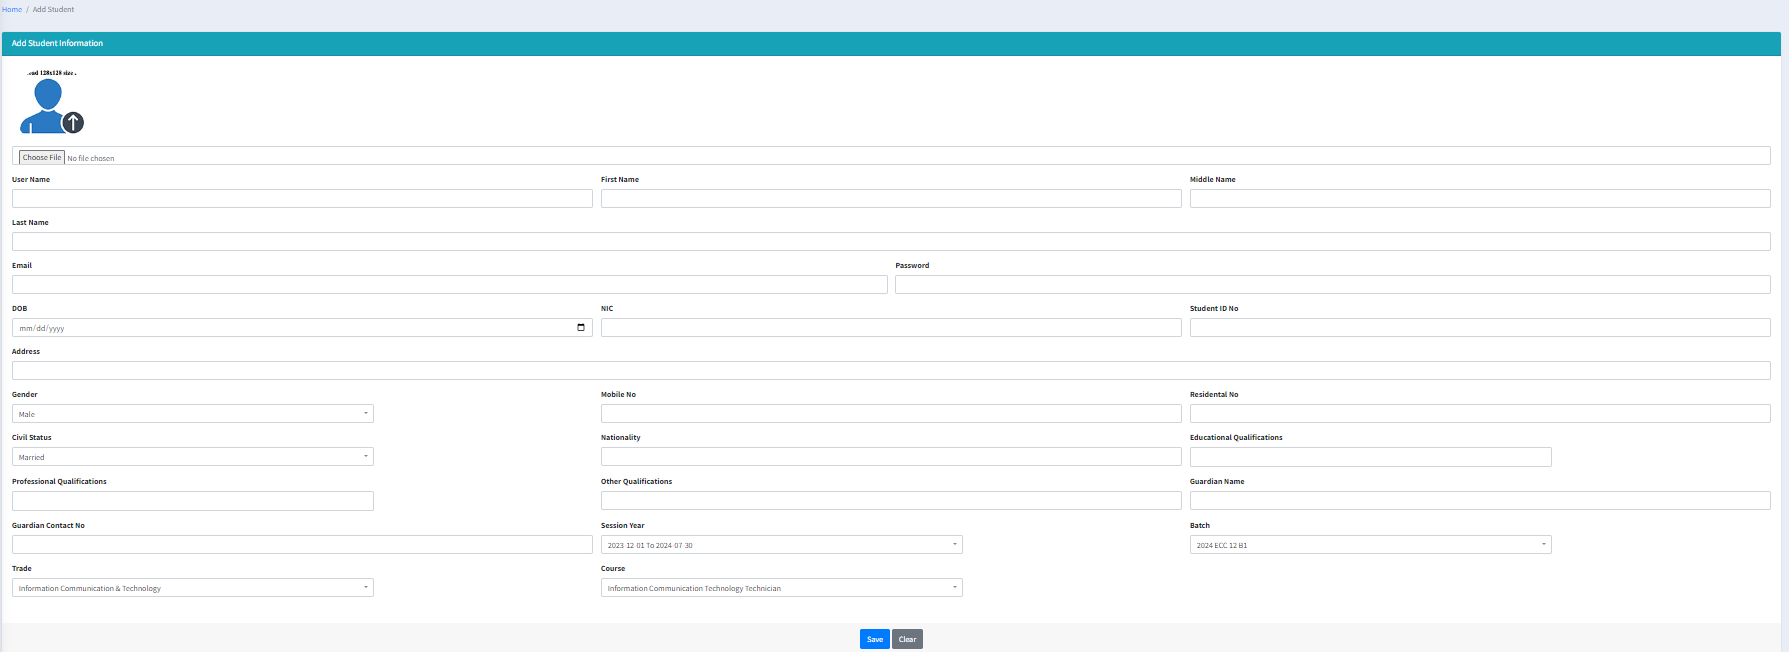 Home / Add Student
Add Student Information
128x128 size .
Choose File No file chosen
User Name First Name Middle Name
Last Name
Email Password
DOB NIC Student ID No
mm/dd/yyyy
Address
Gender Mobile No Residental No
Male
Civil Status Nationality Educational Qualifications
Married
Professional Qualifications Other Qualifications Guardian Name
Guardian Contact No Session Year Batch
2023-12-01 To 2024-07-30 2024 ECC 12 B1
Trade Course
Information Communication & Technology Information Communication Technology Technician
Save Clear